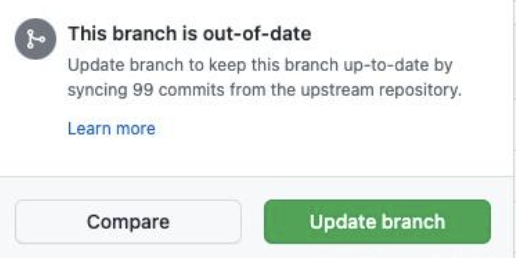 This branch is out-of-date
Update branch to keep this branch up-to-date by
syncing 99 commits from the upstream repository.
Learn more
Compare
Update branch